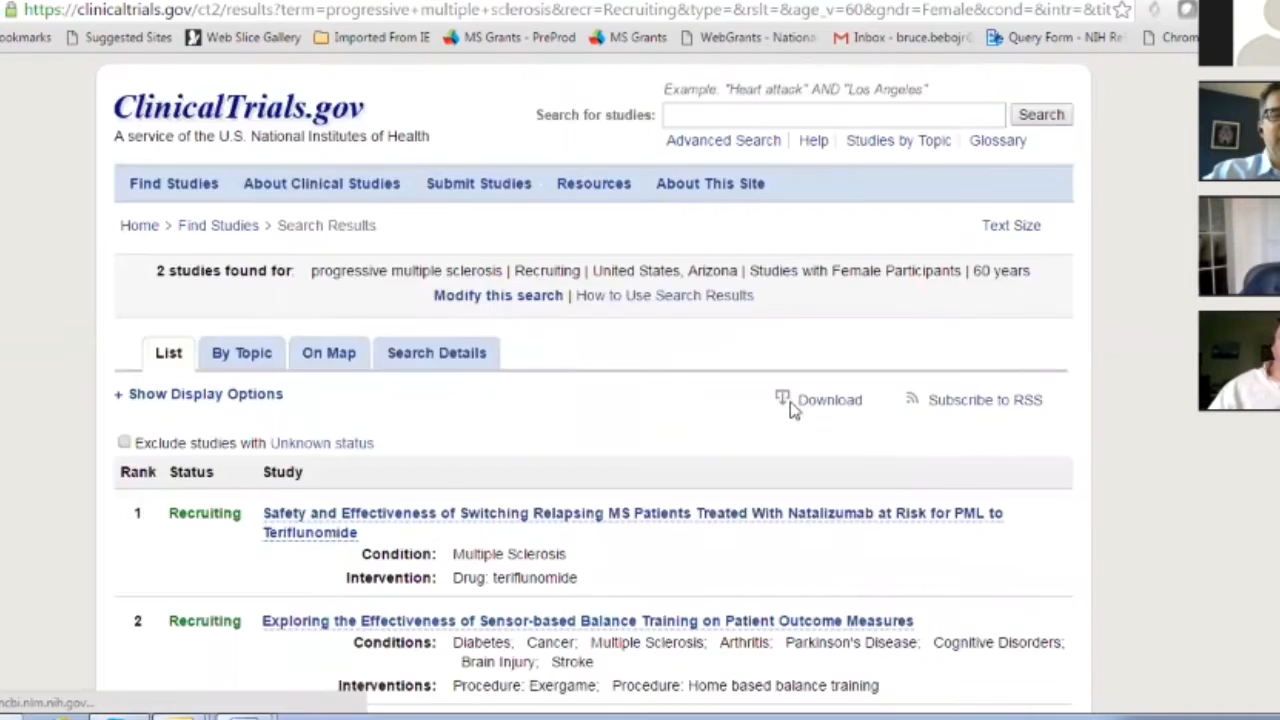 https://clinicaltrials.gov/ct2/results?term=progressive+multiple+sclerosis&recr=Recruiting&type=&rslt=&age_v=60&gndr=Female&cond=&intr=&tit
ookmarks Suggested Sites Web Slice Gallery Imported From IE MS Grants - PreProd MS Grants WebGrants - Nationa Inbox - bruce.bebojr Query Form - NIH Re Chrom
Example: "Heart attack" AND "Los Angeles"
ClinicalTrials.gov
Search for studies: Search
A service of the U.S. National Institutes of Health
Advanced Search Help Studies by Topic Glossary
Find Studies About Clinical Studies Submit Studies Resources About This Site
Home > Find Studies > Search Results Text Size
2 studies found for: progressive multiple sclerosis | Recruiting | United States, Arizona | Studies with Female Participants | 60 years
Modify this search | How to Use Search Results
List By Topic On Map Search Details
+ Show Display Options
Download Subscribe to RSS
Exclude studies with Unknown status
Rank Status Study
1 Recruiting Safety and Effectiveness of Switching Relapsing MS Patients Treated With Natalizumab at Risk for PML to
Teriflunomide
Condition: Multiple Sclerosis
Intervention: Drug: teriflunomide
2 Recruiting Exploring the Effectiveness of Sensor-based Balance Training on Patient Outcome Measures
Conditions: Diabetes; Cancer; Multiple Sclerosis; Arthritis; Parkinson's Disease; Cognitive Disorders;
Brain Injury; Stroke
Interventions: Procedure: Exergame; Procedure: Home based balance training
ncbi.nlm.nih.gov...